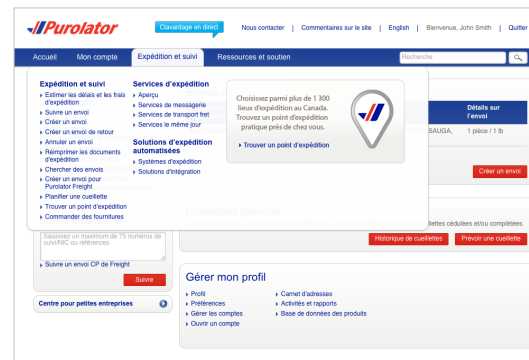 Purolator
Clavardage en direct
Nous contacter | Commentaires sur le site | English | Bienvenue, John Smith | Quitter
Accueil Mon compte Expédition et suivi Ressources et soutien
Recherche
Expédition et suivi
Estimer les délais et les frais
d'expédition
Suivre un envoi
Créer un envoi
Créer un envoi de retour
Annuler un envoi
Réimprimer les documents
d'expédition
Chercher des envois
Créer un envoi pour
Purolator Freight
Planifier une cueillette
Trouver un point d'expédition
Commander des fournitures
Services d'expédition
Aperçu
Services de messagerie
Services de transport fret
Services le même jour
Solutions d'expédition
automatisées
Systèmes d'expédition
Solutions d'intégration
Choisissez parmi plus de 1 300
lieux d'expédition au Canada.
Trouvez un point d'expédition
pratique près de chez vous.
Trouver un point d'expédition
Détails sur
l'envoi
SAUGA, 1 pièce / 1 lb
Créer un envoi
Cueillettes prévues
llettes cédulées et/ou complétées.
Historique de cueillettes Prévoir une cueillette
Saisissez un maximum de 75 numéros de
suivi/NIC ou références
Suivre un envoi CP de Freight
Suivre
Centre pour petites entreprises
Gérer mon profil
Profil
Préférences
Gérer les comptes
Ouvrir un compte
Carnet d'adresses
Activités et rapports
Base de données des produits